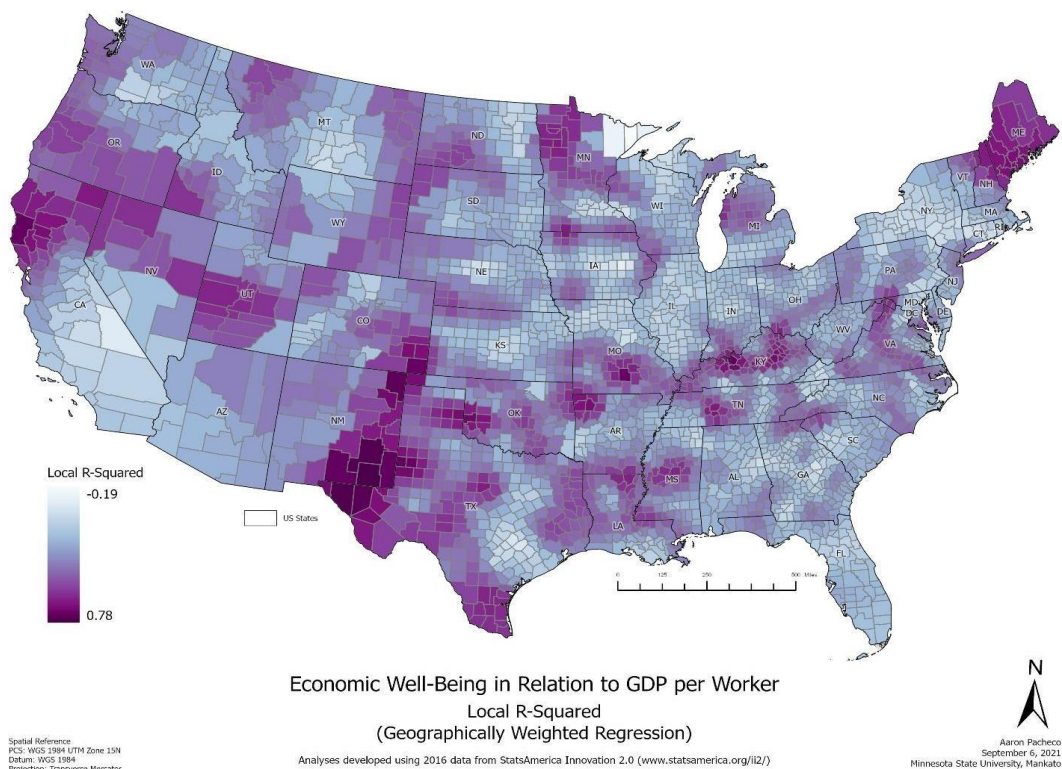 WA
MT
ND
MN
ME
OR
ID
SD
WI
VT
NH
WY
MI
NY
MA
CT
RI
NE
IA
PA
NJ
NV
UT
CA
CO
IL
IN
OH
MD
DC
DE
WV
VA
KS
MO
KY
AZ
NM
OK
TN
NC
AR
SC
TX
LA
MS
AL
GA
FL
Local R-Squared
-0.19
0.78
US States
0 125 250 500 Miles
Economic Well-Being in Relation to GDP per Worker
Local R-Squared
(Geographically Weighted Regression)
Analyses developed using 2016 data from StatsAmerica Innovation 2.0 (www.statsamerica.org/ii2/)
N
Spatial Reference
PCS: WGS 1984 UTM Zone 15N
Datum: WGS 1984
Projection: Transverse Mercator
Aaron Pacheco
September 6, 2021
Minnesota State University, Mankato